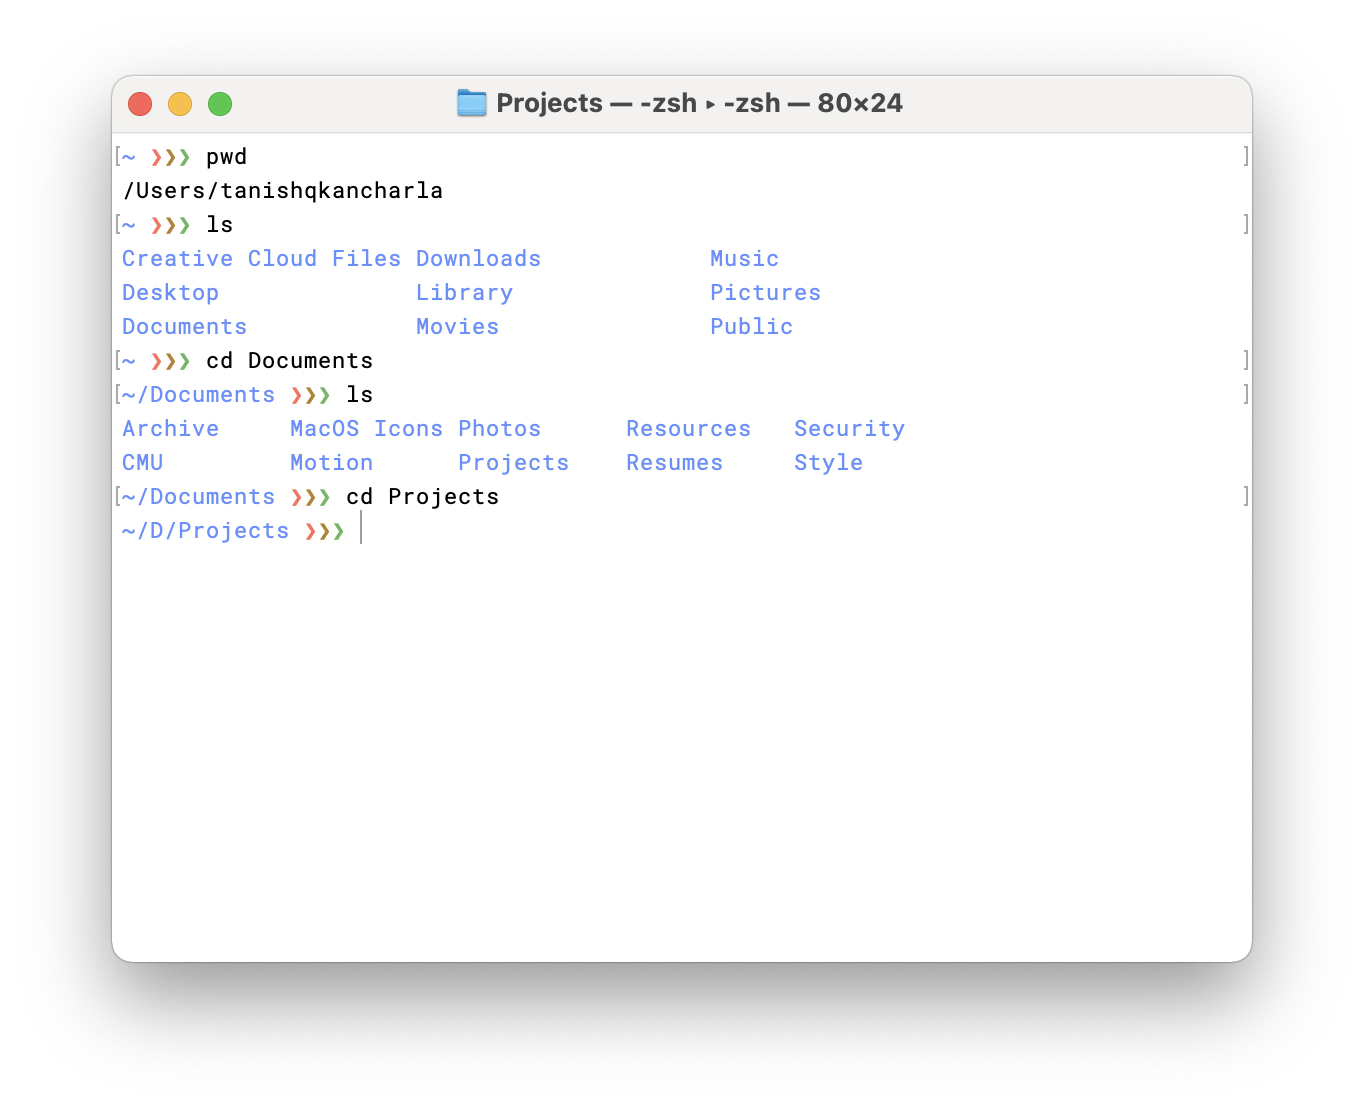 Projects — -zsh ▸ -zsh — 80×24
[~ ❯❯❯ pwd ]
/Users/tanishqkancharla
[~ ❯❯❯ ls ]
Creative Cloud Files Downloads Music
Desktop Library Pictures
Documents Movies Public
[~ ❯❯❯ cd Documents ]
[~/Documents ❯❯❯ ls ]
Archive MacOS Icons Photos Resources Security
CMU Motion Projects Resumes Style
[~/Documents ❯❯❯ cd Projects ]
~/D/Projects ❯❯❯